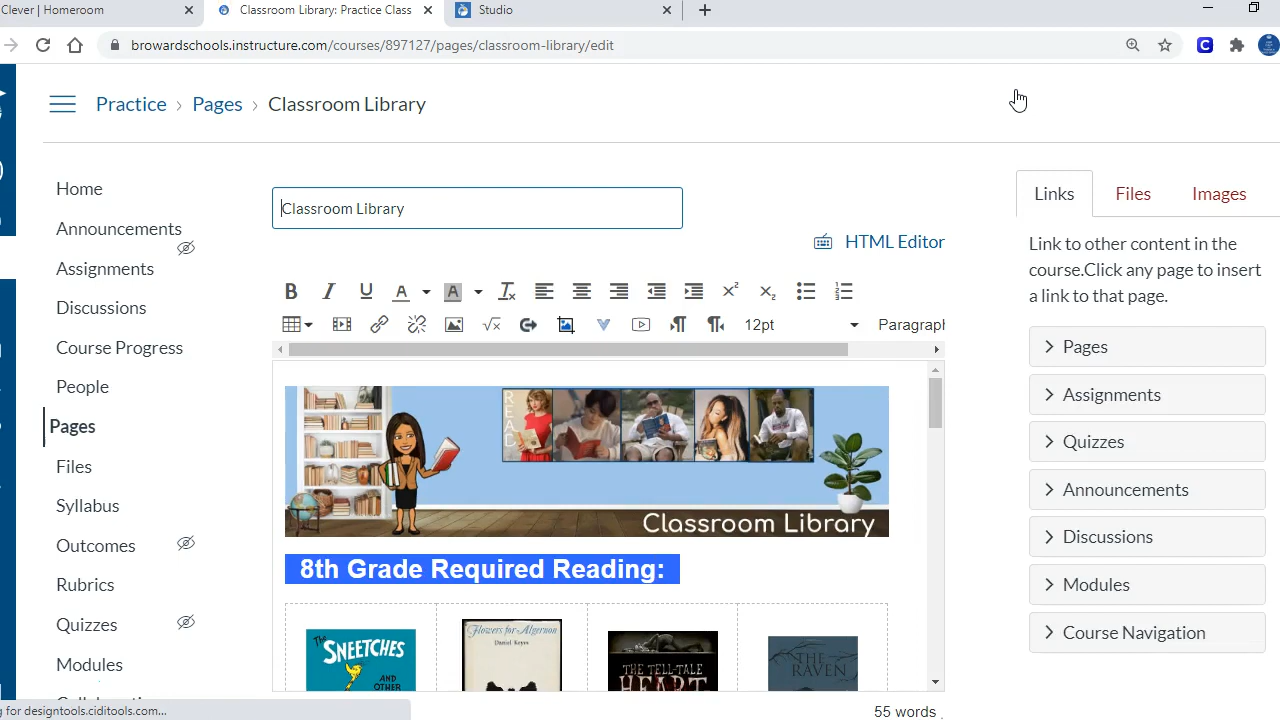 Clever | Homeroom
Classroom Library: Practice Class
Studio
browardschools.instructure.com/courses/897127/pages/classroom-library/edit
C
Practice › Pages › Classroom Library
Home
Announcements
Assignments
Discussions
Course Progress
People
Pages
Files
Syllabus
Outcomes
Rubrics
Quizzes
Modules
Classroom Library
HTML Editor
B I U A A
12pt Paragraph
READ
Classroom Library
8th Grade Required Reading:
THE SNEETCHES AND OTHER
Flowers for Algernon
Daniel Keyes
THE TELL-TALE HEART
THE RAVEN
55 words
Links Files Images
Link to other content in the
course.Click any page to insert
a link to that page.
Pages
Assignments
Quizzes
Announcements
Discussions
Modules
Course Navigation
g for designtools.ciditools.com...